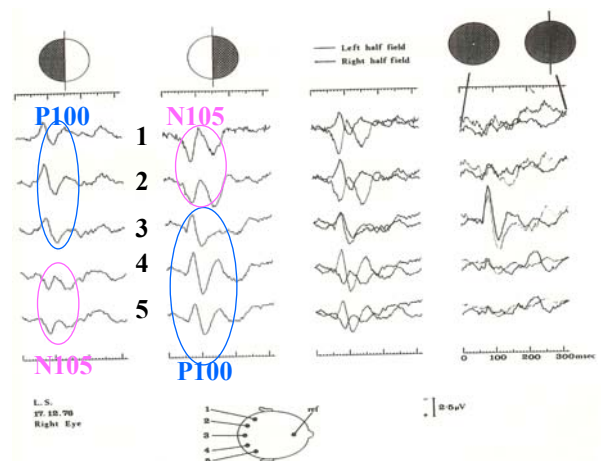 Left half field
Right half field
P100
N105
1
2
3
4
5
N105
P100
0 100 200 300msec
L.S.
17.12.76
Right Eye
1
2
3
4
ref
-
+
2·5µV